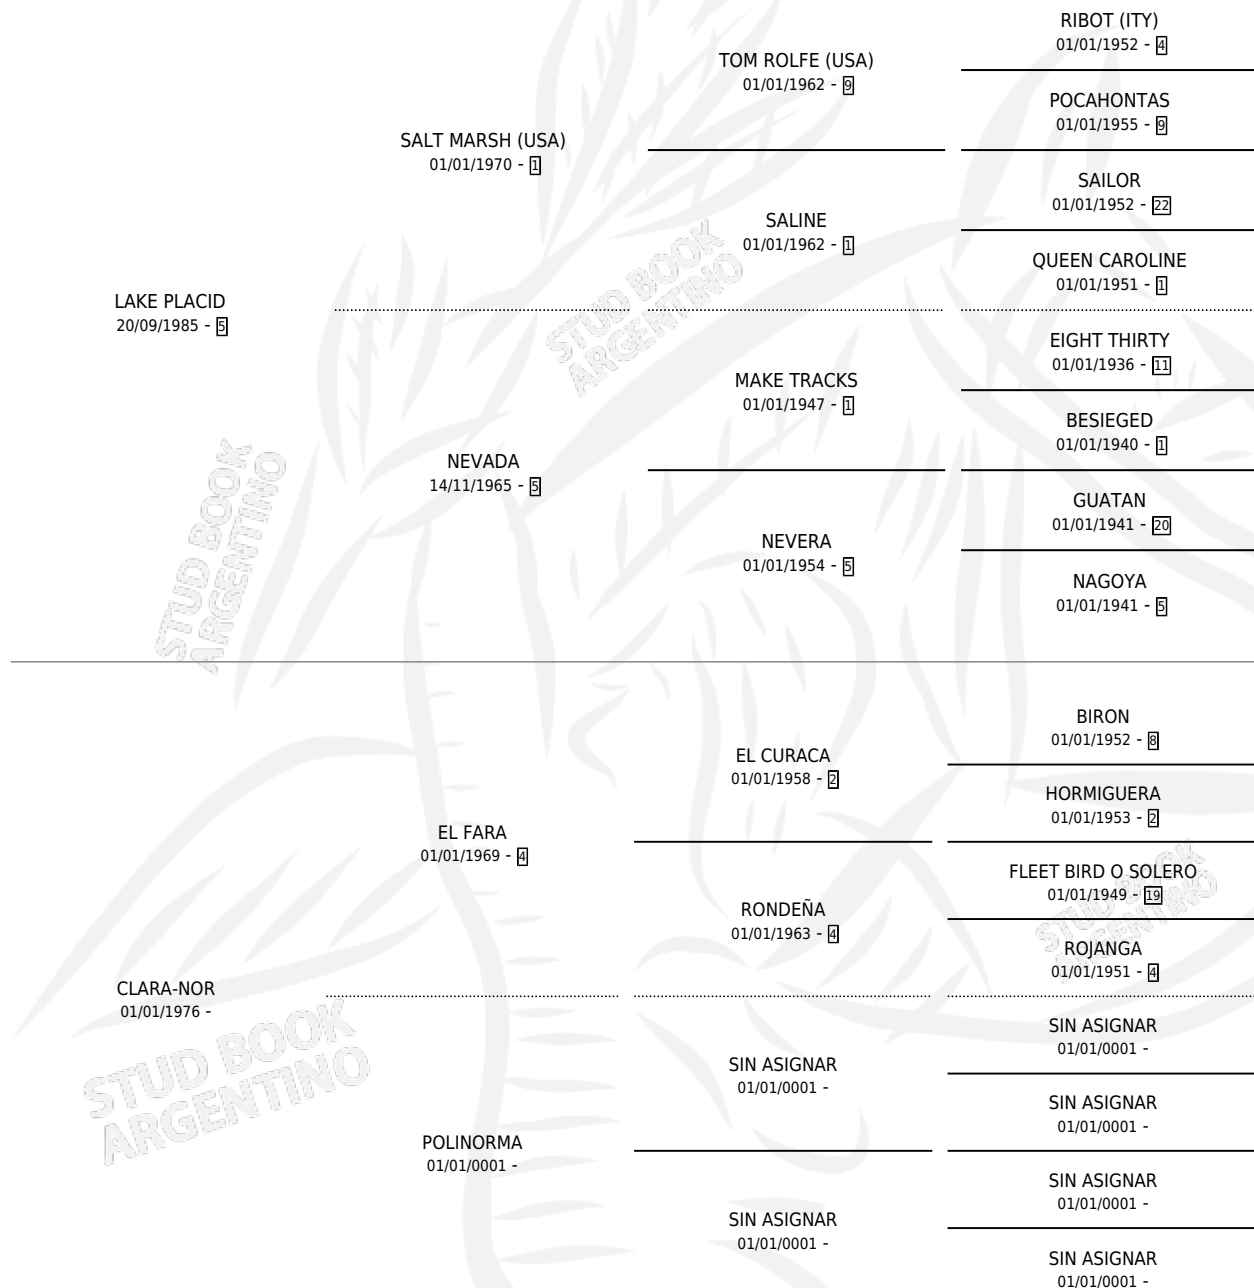 RIBOT (ITY)
01/01/1952 - 4
TOM ROLFE (USA)
01/01/1962 - 9
POCAHONTAS
01/01/1955 - 9
SALT MARSH (USA)
01/01/1970 - 1
SAILOR
01/01/1952 - 22
SALINE
01/01/1962 - 1
QUEEN CAROLINE
01/01/1951 - 1
LAKE PLACID
20/09/1985 - 5
STUD BOOK
ARGENTINO
EIGHT THIRTY
01/01/1936 - 11
MAKE TRACKS
01/01/1947 - 1
BESIEGED
01/01/1940 - 1
NEVADA
14/11/1965 - 5
GUATAN
01/01/1941 - 20
NEVERA
01/01/1954 - 5
NAGOYA
01/01/1941 - 5
STUD BOOK
ARGENTINO
BIRON
01/01/1952 - 8
EL CURACA
01/01/1958 - 2
HORMIGUERA
01/01/1953 - 2
EL FARA
01/01/1969 - 4
FLEET BIRD O SOLERO
01/01/1949 - 19
RONDEÑA
01/01/1963 - 4
ROJANGA
01/01/1951 - 4
STUD BOOK
ARGENTINO
CLARA-NOR
01/01/1976 -
SIN ASIGNAR
01/01/0001 -
SIN ASIGNAR
01/01/0001 -
SIN ASIGNAR
01/01/0001 -
POLINORMA
01/01/0001 -
SIN ASIGNAR
01/01/0001 -
SIN ASIGNAR
01/01/0001 -
SIN ASIGNAR
01/01/0001 -
STUD BOOK
ARGENTINO